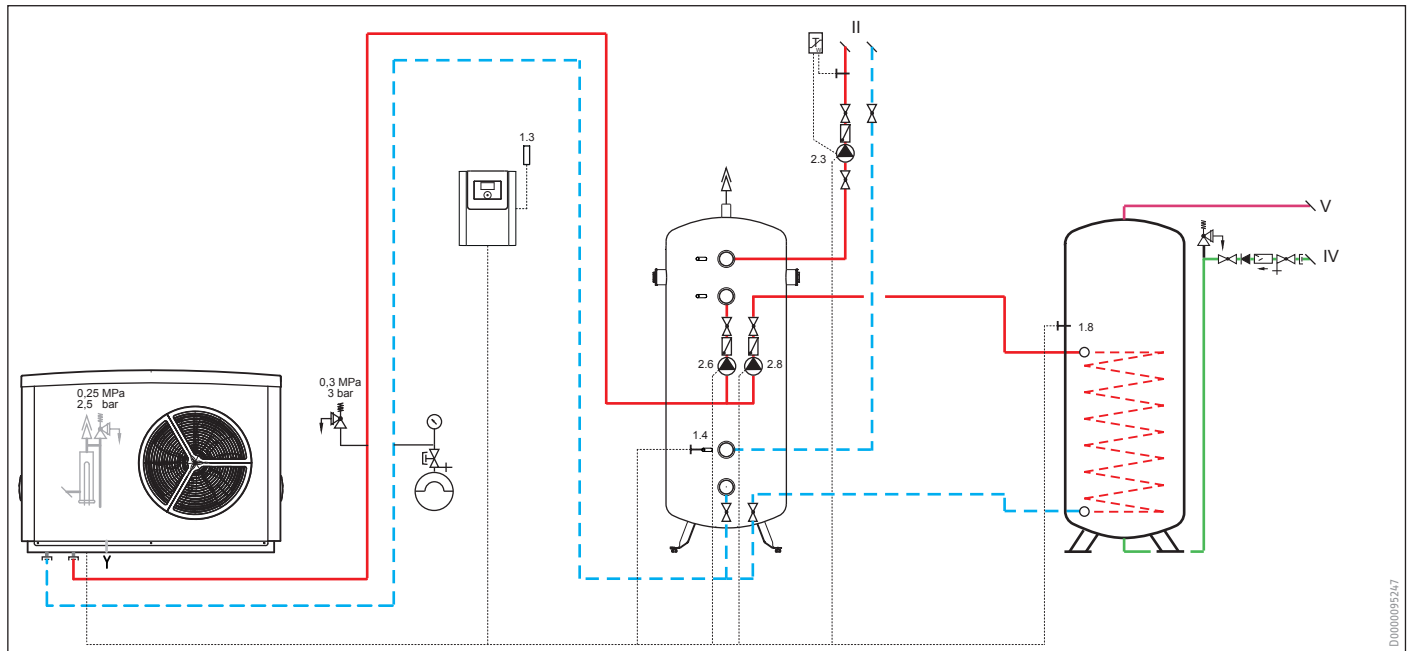 II
T
W
1.3
2.3
V
IV
1.8
0,3 MPa
3 bar
0,25 MPa
2,5 bar
2.6
2.8
1.4
D0000095247